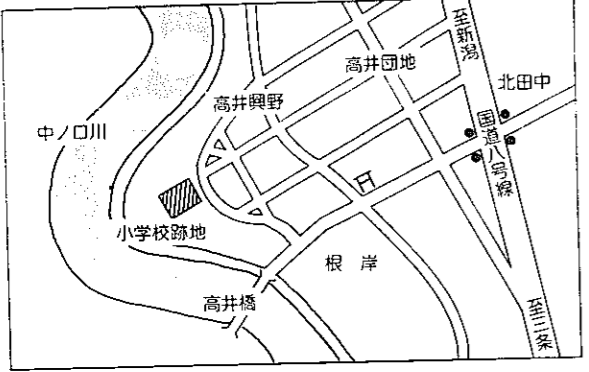 至新潟
高井団地
北田中
高井興野
中ノ口川
国道八号線
小学校跡地
根岸
高井橋
至三条